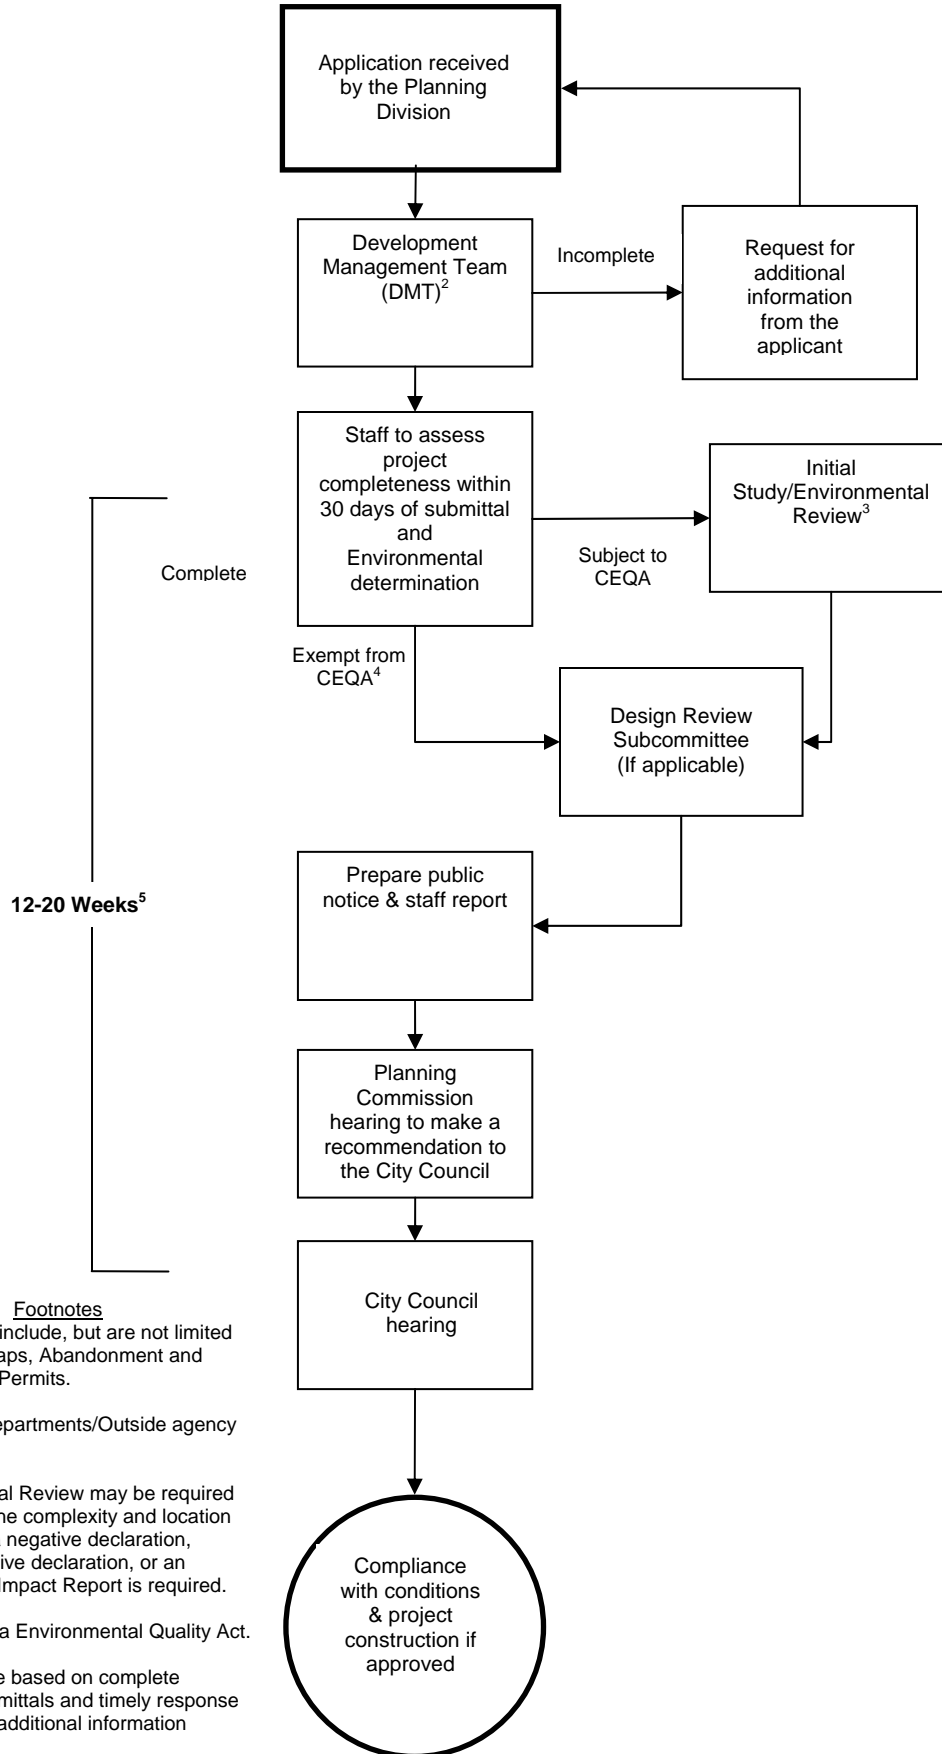 Application received
by the Planning
Division
Development
Management Team
(DMT)2
Incomplete
Request for
additional
information
from the
applicant
Staff to assess
project
completeness within
30 days of submittal
and
Environmental
determination
Complete
Subject to
CEQA
Initial
Study/Environmental
Review3
Exempt from
CEQA4
Design Review
Subcommittee
(If applicable)
Prepare public
notice & staff report
12-20 Weeks5
Planning
Commission
hearing to make a
recommendation to
the City Council
City Council
hearing
Compliance
with conditions
& project
construction if
approved
Footnotes
include, but are not limited
aps, Abandonment and
Permits.
epartments/Outside agency
al Review may be required
he complexity and location
negative declaration,
ive declaration, or an
Impact Report is required.
a Environmental Quality Act.
e based on complete
mittals and timely response
additional information